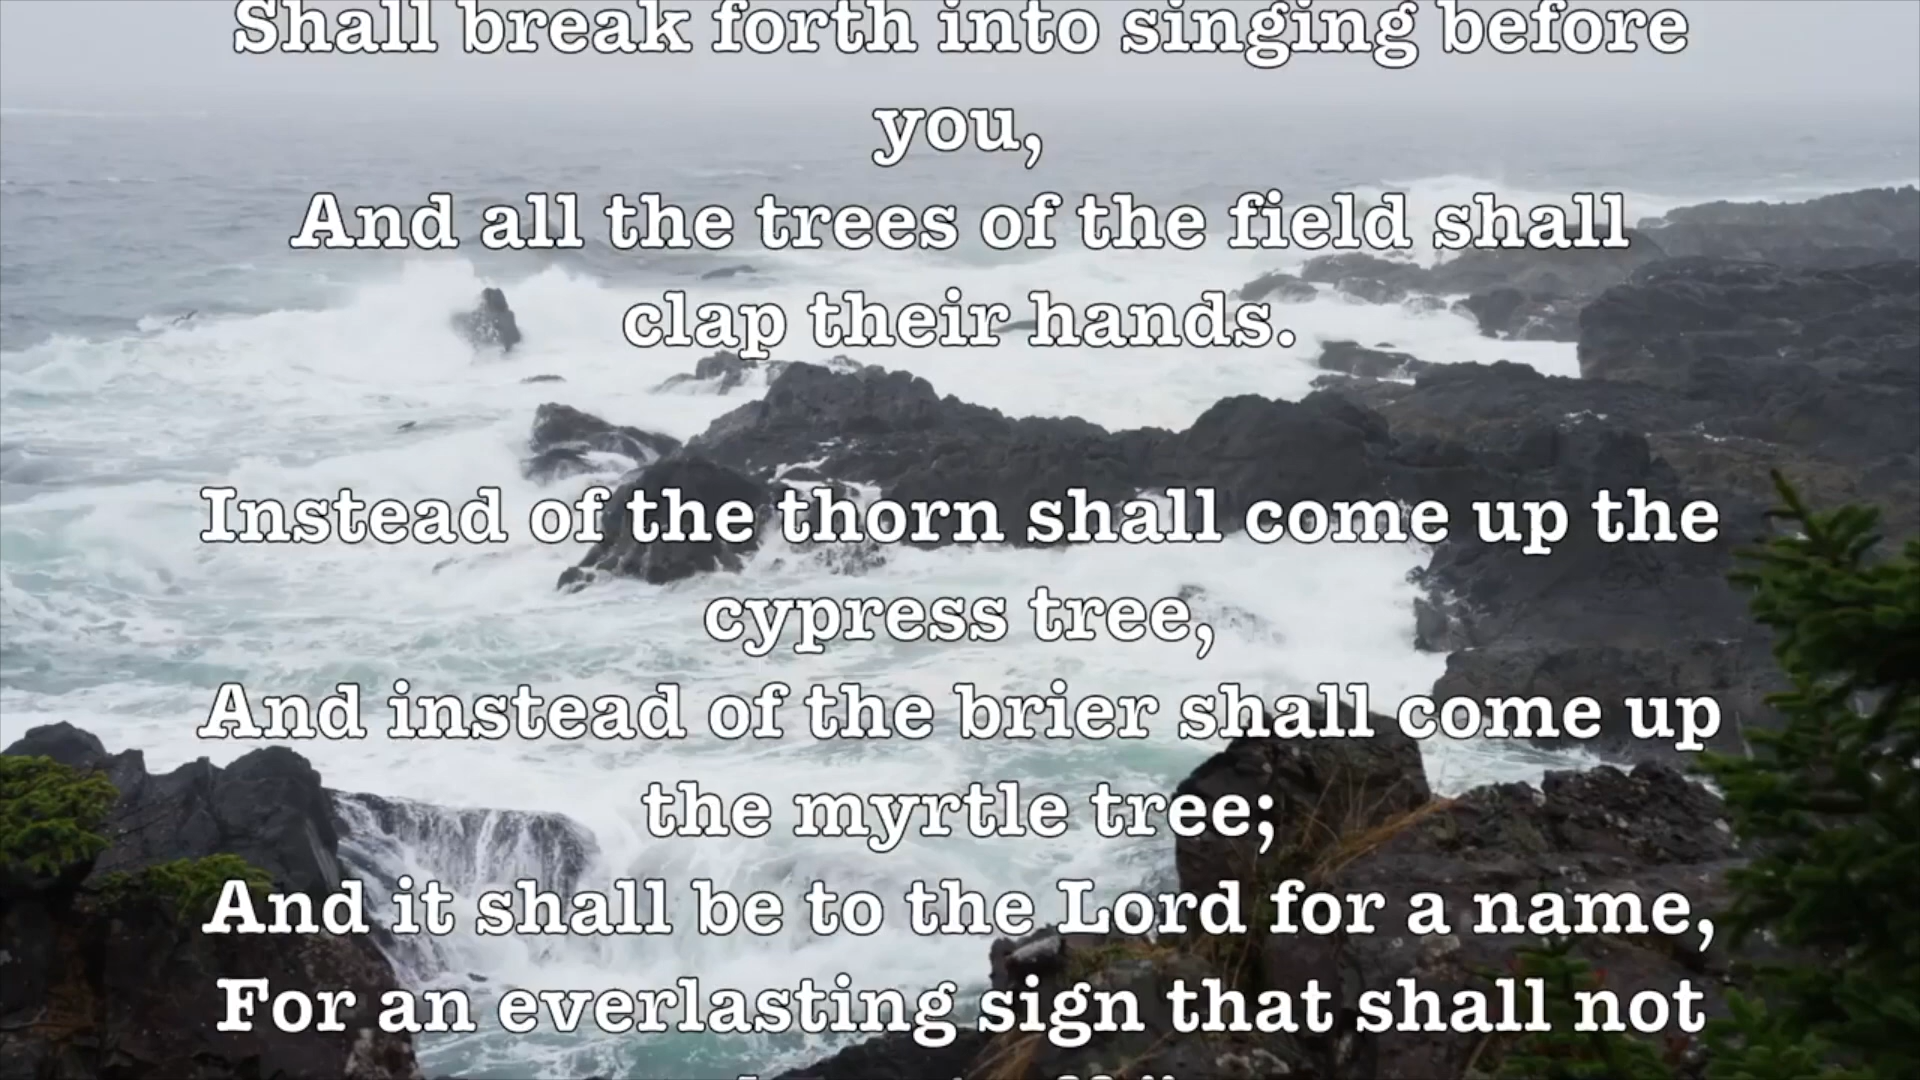 Shall break forth into singing before
you,
And all the trees of the field shall
clap their hands.
Instead of the thorn shall come up the
cypress tree,
And instead of the brier shall come up
the myrtle tree;
And it shall be to the Lord for a name,
For an everlasting sign that shall not